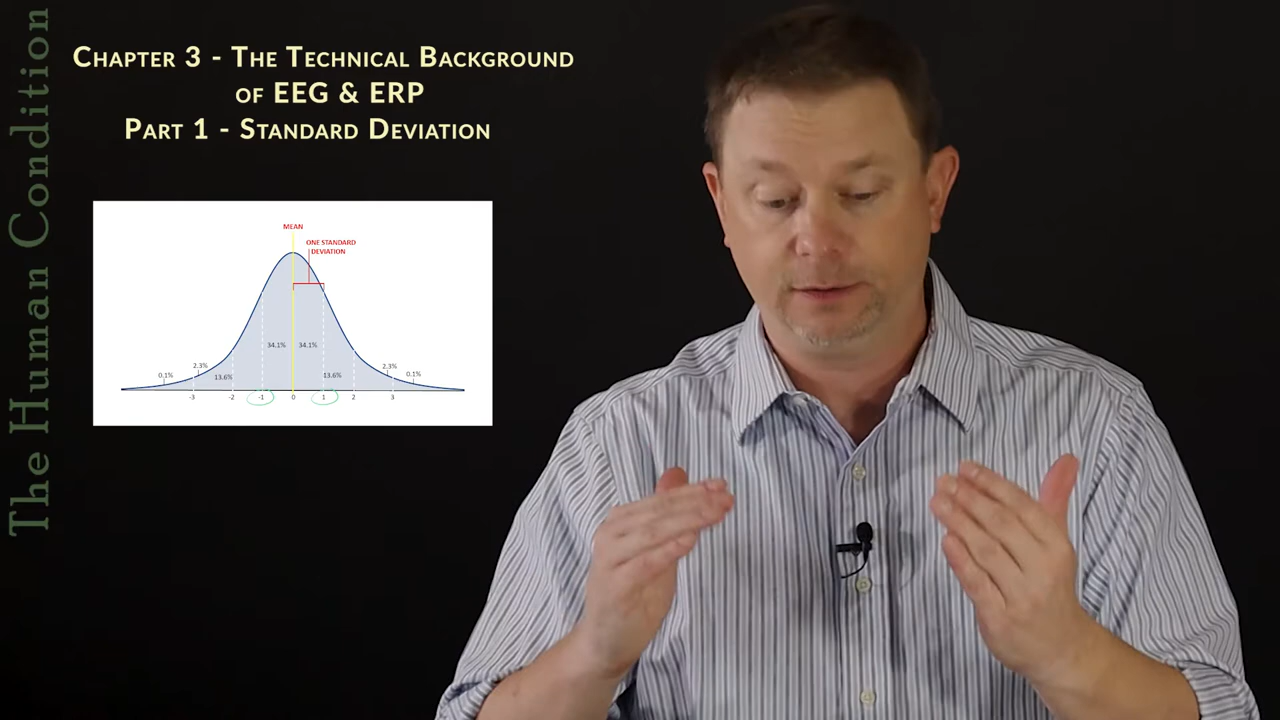 The Human Condition
Chapter 3 - The Technical Background
of EEG & ERP
Part 1 - Standard Deviation
MEAN
ONE STANDARD
DEVIATION
34.1% 34.1%
2.3% 2.3%
0.1% 13.6% 13.6% 0.1%
-3 -2 -1 0 1 2 3